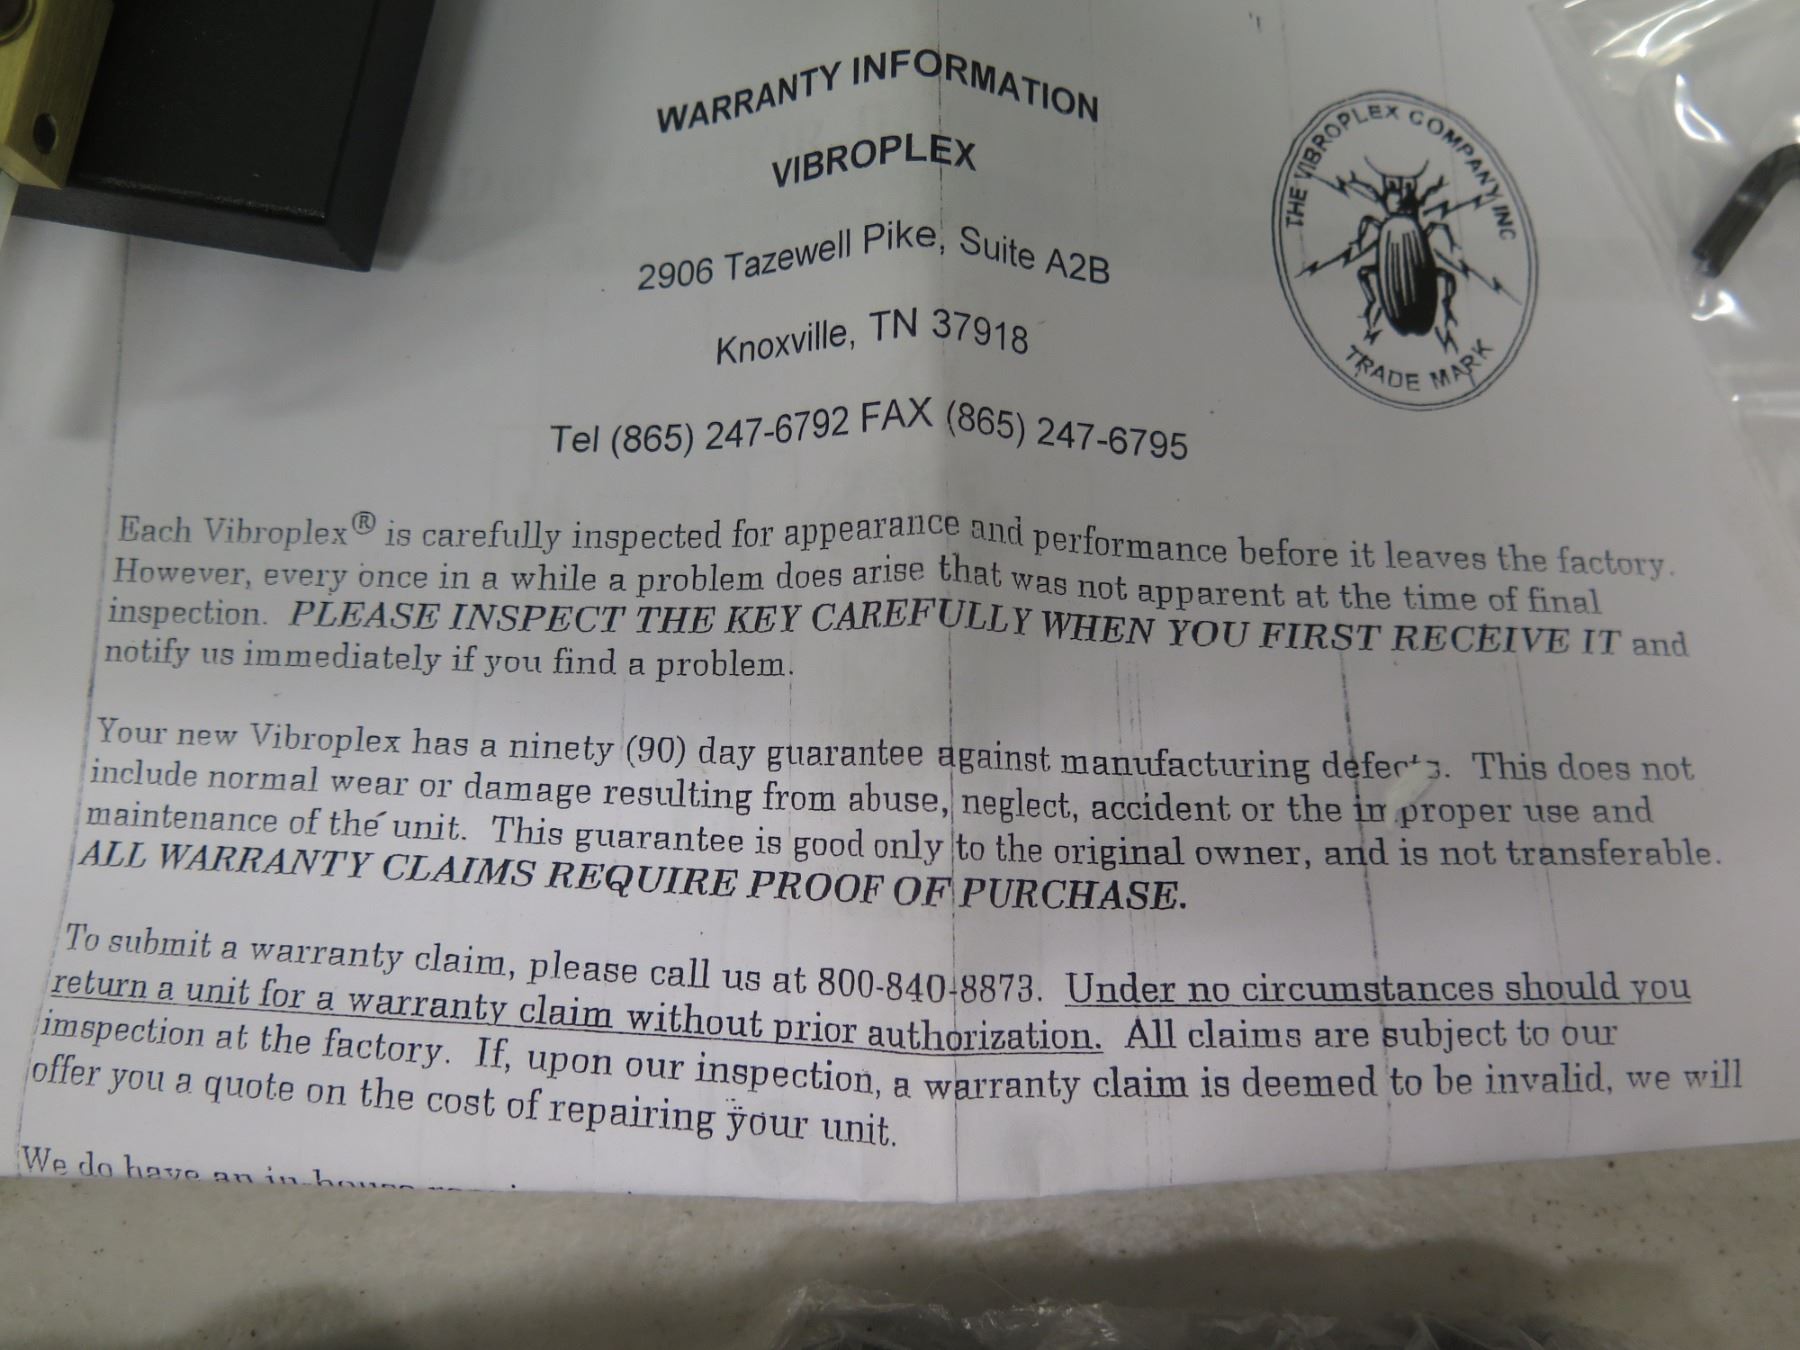 WARRANTY INFORMATION
VIBROPLEX
2906 Tazewell Pike, Suite A2B
Knoxville, TN 37918
Tel (865) 247-6792 FAX (865) 247-6795
THE VIBROPLEX COMPANY INC
TRADE MARK
Each Vibroplex® is carefully inspected for appearance and performance before it leaves the factory.
However, every once in a while a problem does arise that was not apparent at the time of final
inspection. PLEASE INSPECT THE KEY CAREFULLY WHEN YOU FIRST RECEIVE IT and
notify us immediately if you find a problem.
Your new Vibroplex has a ninety (90) day guarantee against manufacturing defects. This does not
include normal wear or damage resulting from abuse, neglect, accident or the improper use and
maintenance of the unit. This guarantee is good only to the original owner, and is not transferable.
ALL WARRANTY CLAIMS REQUIRE PROOF OF PURCHASE.
To submit a warranty claim, please call us at 800-840-8873. Under no circumstances should you
return a unit for a warranty claim without prior authorization. All claims are subject to our
imspection at the factory. If, upon our inspection, a warranty claim is deemed to be invalid, we will
offer you a quote on the cost of repairing your unit.
We do have an in-house